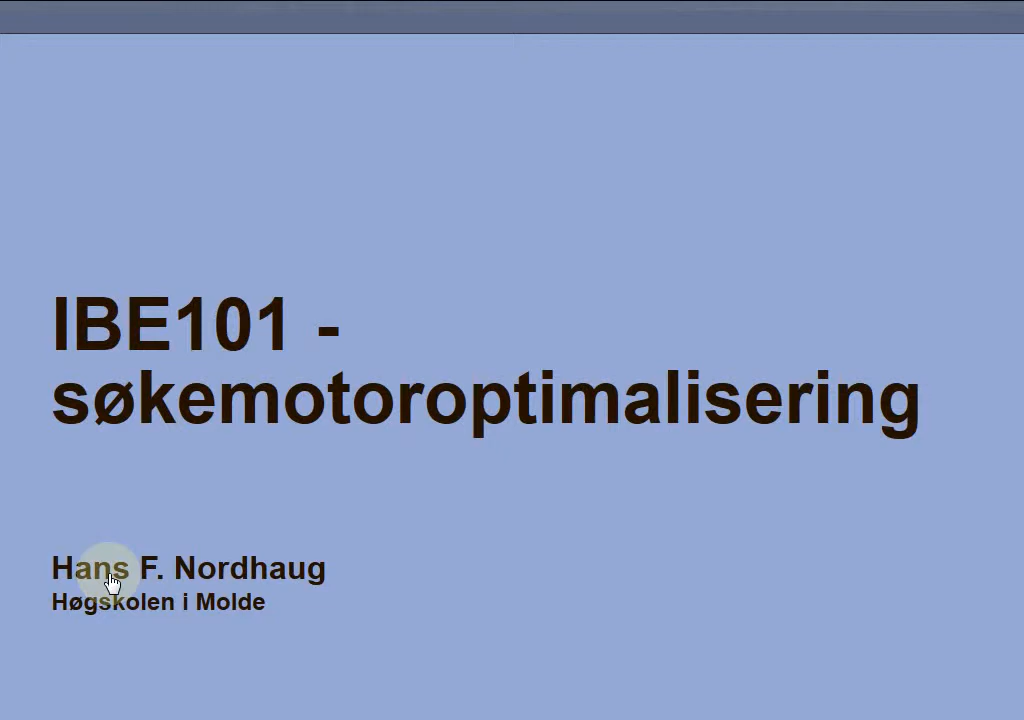 IBE101 -
søkemotoroptimalisering
Hans F. Nordhaug
Høgskolen i Molde